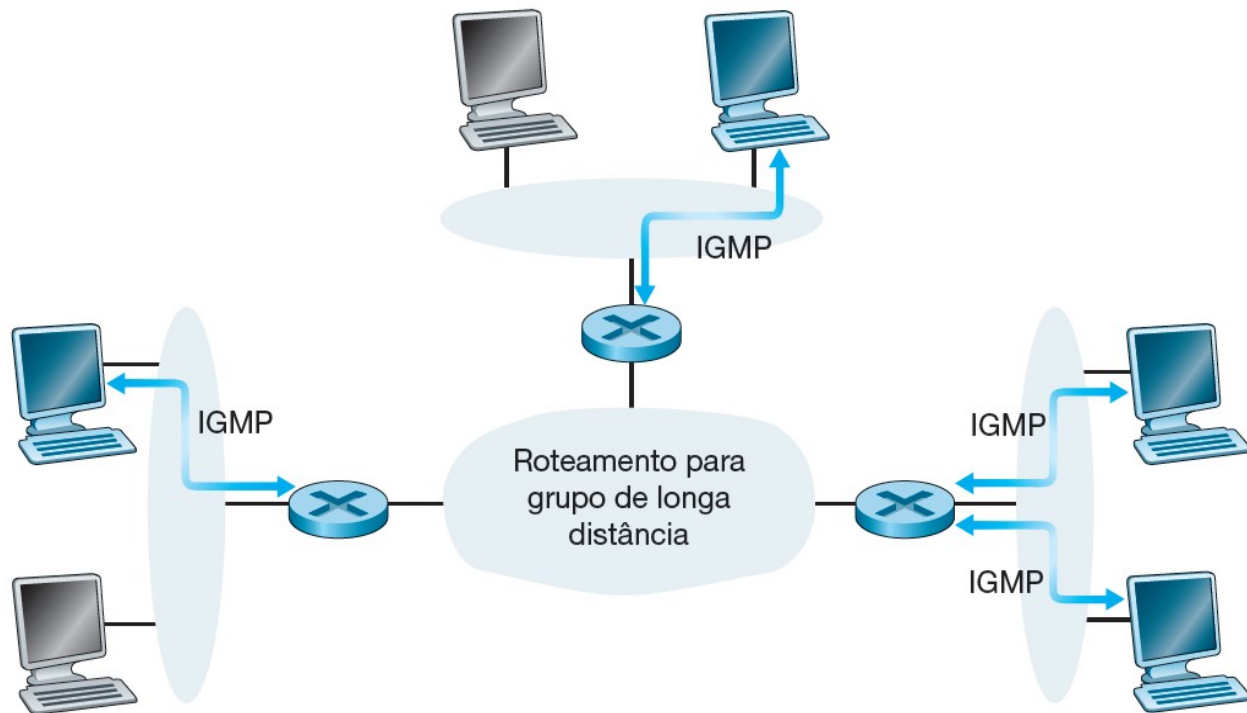 IGMP
IGMP
Roteamento para
grupo de longa
distância
IGMP
IGMP